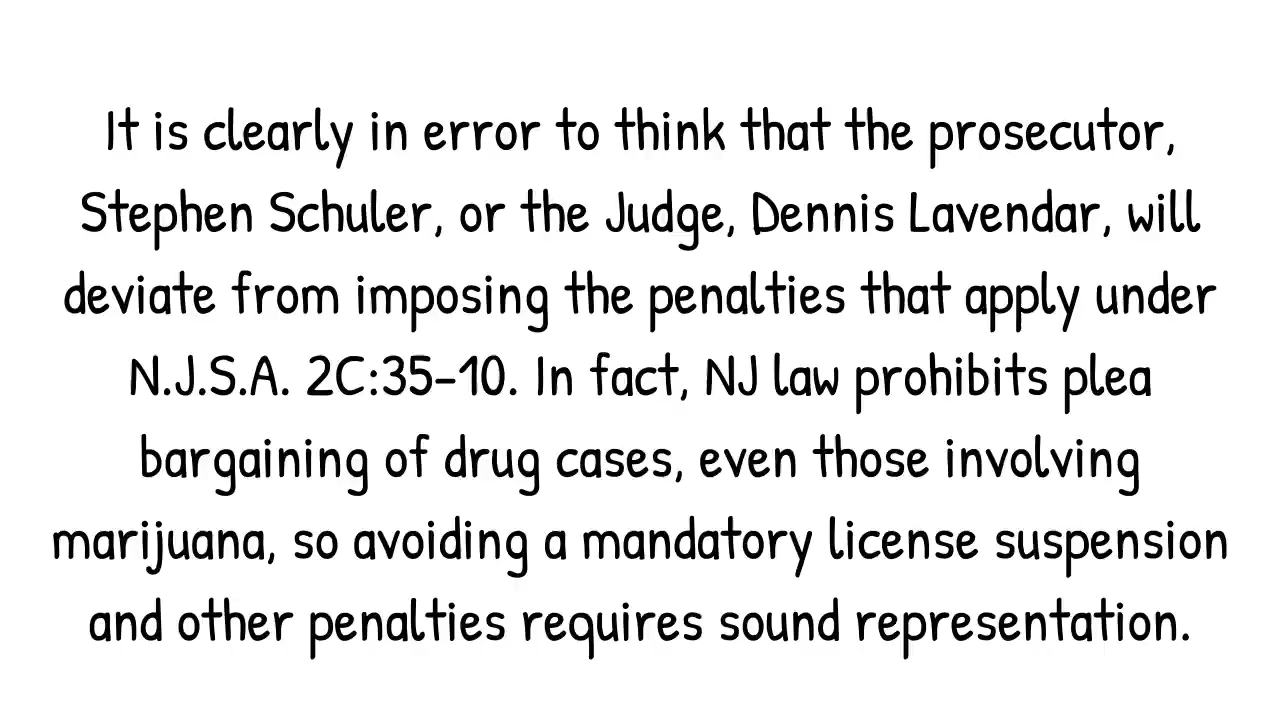 It is clearly in error to think that the prosecutor,
Stephen Schuler, or the Judge, Dennis Lavendar, will
deviate from imposing the penalties that apply under
N.J.S.A. 2C:35-10. In fact, NJ law prohibits plea
bargaining of drug cases, even those involving
marijuana, so avoiding a mandatory license suspension
and other penalties requires sound representation.